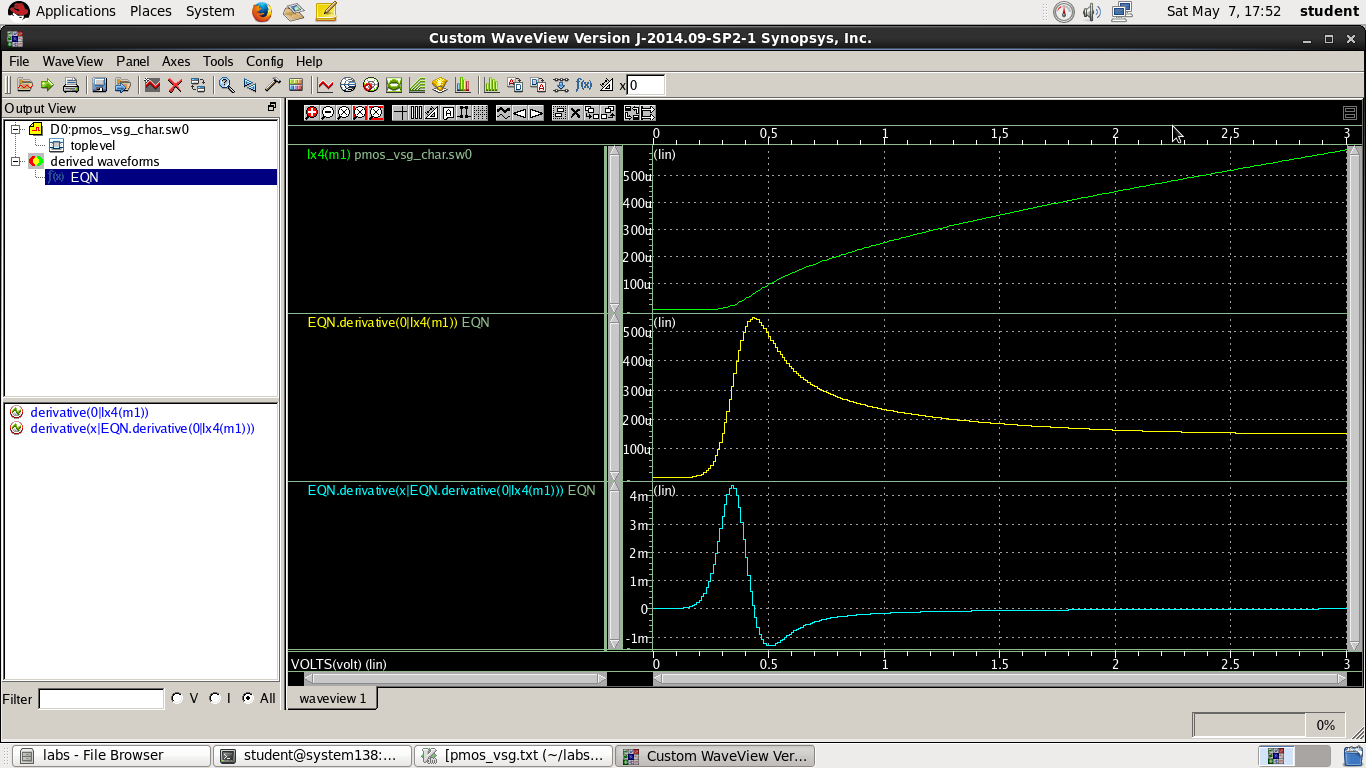 Applications Places System Sat May 7, 17:52 student
Custom WaveView Version J-2014.09-SP2-1 Synopsys, Inc.
File WaveView Panel Axes Tools Config Help
x 0
Output View
D0:pmos_vsg_char.sw0
toplevel
derived waveforms
f(x) EQN
derivative(0|lx4(m1))
derivative(x|EQN.derivative(0|lx4(m1)))
Filter V I All
0 0.5 1 1.5 2 2.5 3
lx4(m1) pmos_vsg_char.sw0
(lin)
500u
400u
300u
200u
100u
EQN.derivative(0|lx4(m1)) EQN
(lin)
500u
400u
300u
200u
100u
EQN.derivative(x|EQN.derivative(0|lx4(m1))) EQN
(lin)
4m
3m
2m
1m
0
-1m
VOLTS(volt) (lin)
0 0.5 1 1.5 2 2.5 3
waveview 1
0%
labs - File Browser
student@system138:...
[pmos_vsg.txt (~/labs...
Custom WaveView Ver...